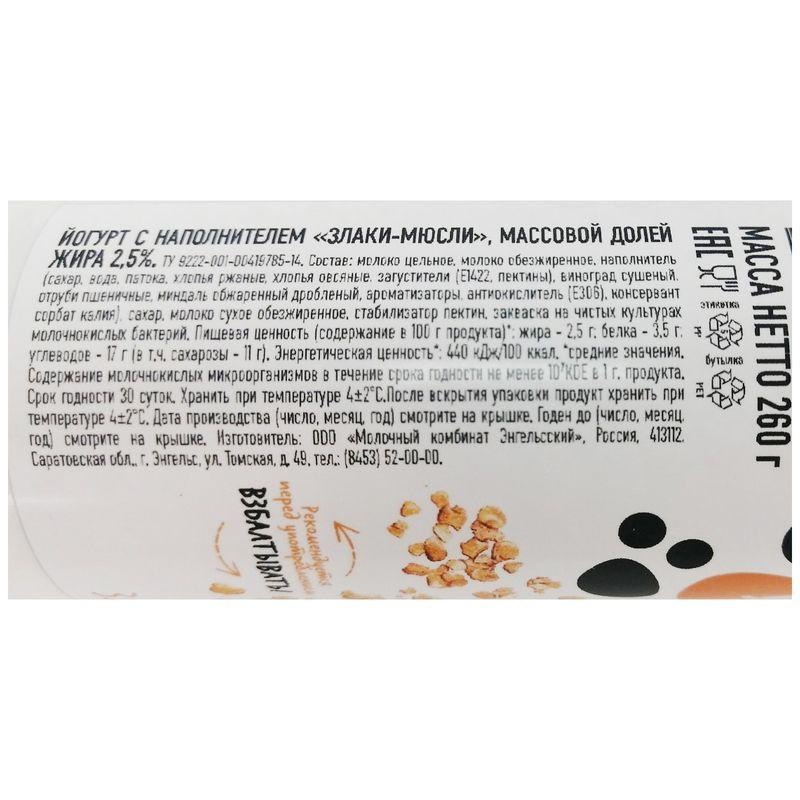 ЙОГУРТ С НАПОЛНИТЕЛЕМ «ЗЛАКИ-МЮСЛИ», МАССОВОЙ ДОЛЕЙ
ЖИРА 2,5%. ТУ 9222-001-00419785-14. Состав: молоко цельное, молоко обезжиренное, наполнитель
(сахар, вода, патока, хлопья ржаные, хлопья овсяные, загустители (Е1422, пектины), виноград сушеный,
отруби пшеничные, миндаль обжаренный дробленый, ароматизаторы, антиокислитель (Е306), консервант
сорбат калия), сахар, молоко сухое обезжиренное, стабилизатор пектин, закваска на чистых культурах
молочнокислых бактерий. Пищевая ценность (содержание в 100 г продукта)*: жира - 2,5 г; белка - 3,5 г;
углеводов - 17 г (в т.ч. сахарозы - 11 г). Энергетическая ценность*: 440 кДж/100 ккал. *средние значения.
Содержание молочнокислых микроорганизмов в течение срока годности не менее 10⁷КОЕ в 1 г. продукта.
Срок годности 30 суток. Хранить при температуре 4±2°С.После вскрытия упаковки продукт хранить при
температуре 4±2°С. Дата производства (число, месяц, год) смотрите на крышке. Годен до (число, месяц,
год) смотрите на крышке. Изготовитель: ООО «Молочный комбинат Энгельсский», Россия, 413112,
Саратовская обл., г. Энгельс, ул. Томская, д. 49, тел.: (8453) 52-00-00.
EAC
этикетка
5
PP
бутылка
1
PET
МАССА НЕТТО 260 г
Рекомендуется
перед употреблением
ВЗБАЛТЫВАТЬ!